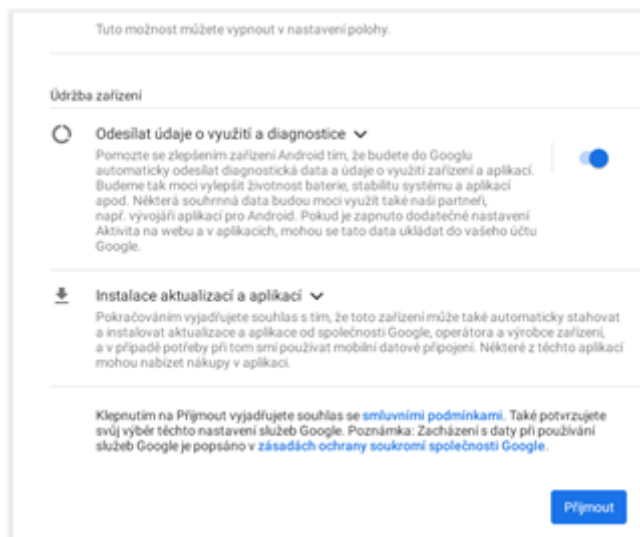 Tuto možnost můžete vypnout v nastavení polohy.
Údržba zařízení
Odesílat údaje o využití a diagnostice
Pomozte se zlepšením zařízení Android tím, že budete do Googlu
automaticky odesílat diagnostická data a údaje o využití zařízení a aplikací.
Budeme tak moci vylepšit životnost baterie, stabilitu systému a aplikací
apod. Některá souhrnná data budou moci využít také naši partneři,
např. vývojáři aplikací pro Android. Pokud je zapnuto dodatečné nastavení
Aktivita na webu a v aplikacích, mohou se tato data ukládat do vašeho účtu
Google.
Instalace aktualizací a aplikací
Pokračováním vyjadřujete souhlas s tím, že toto zařízení může také automaticky stahovat
a instalovat aktualizace a aplikace od společnosti Google, operátora a výrobce zařízení,
a v případě potřeby při tom smí používat mobilní datové připojení. Některé z těchto aplikací
mohou nabízet nákupy v aplikaci.
Klepnutím na Přijmout vyjadřujete souhlas se smluvními podmínkami. Také potvrzujete
svůj výběr těchto nastavení služeb Google. Poznámka: Zacházení s daty při používání
služeb Google je popsáno v zásadách ochrany soukromí společnosti Google.
Přijmout